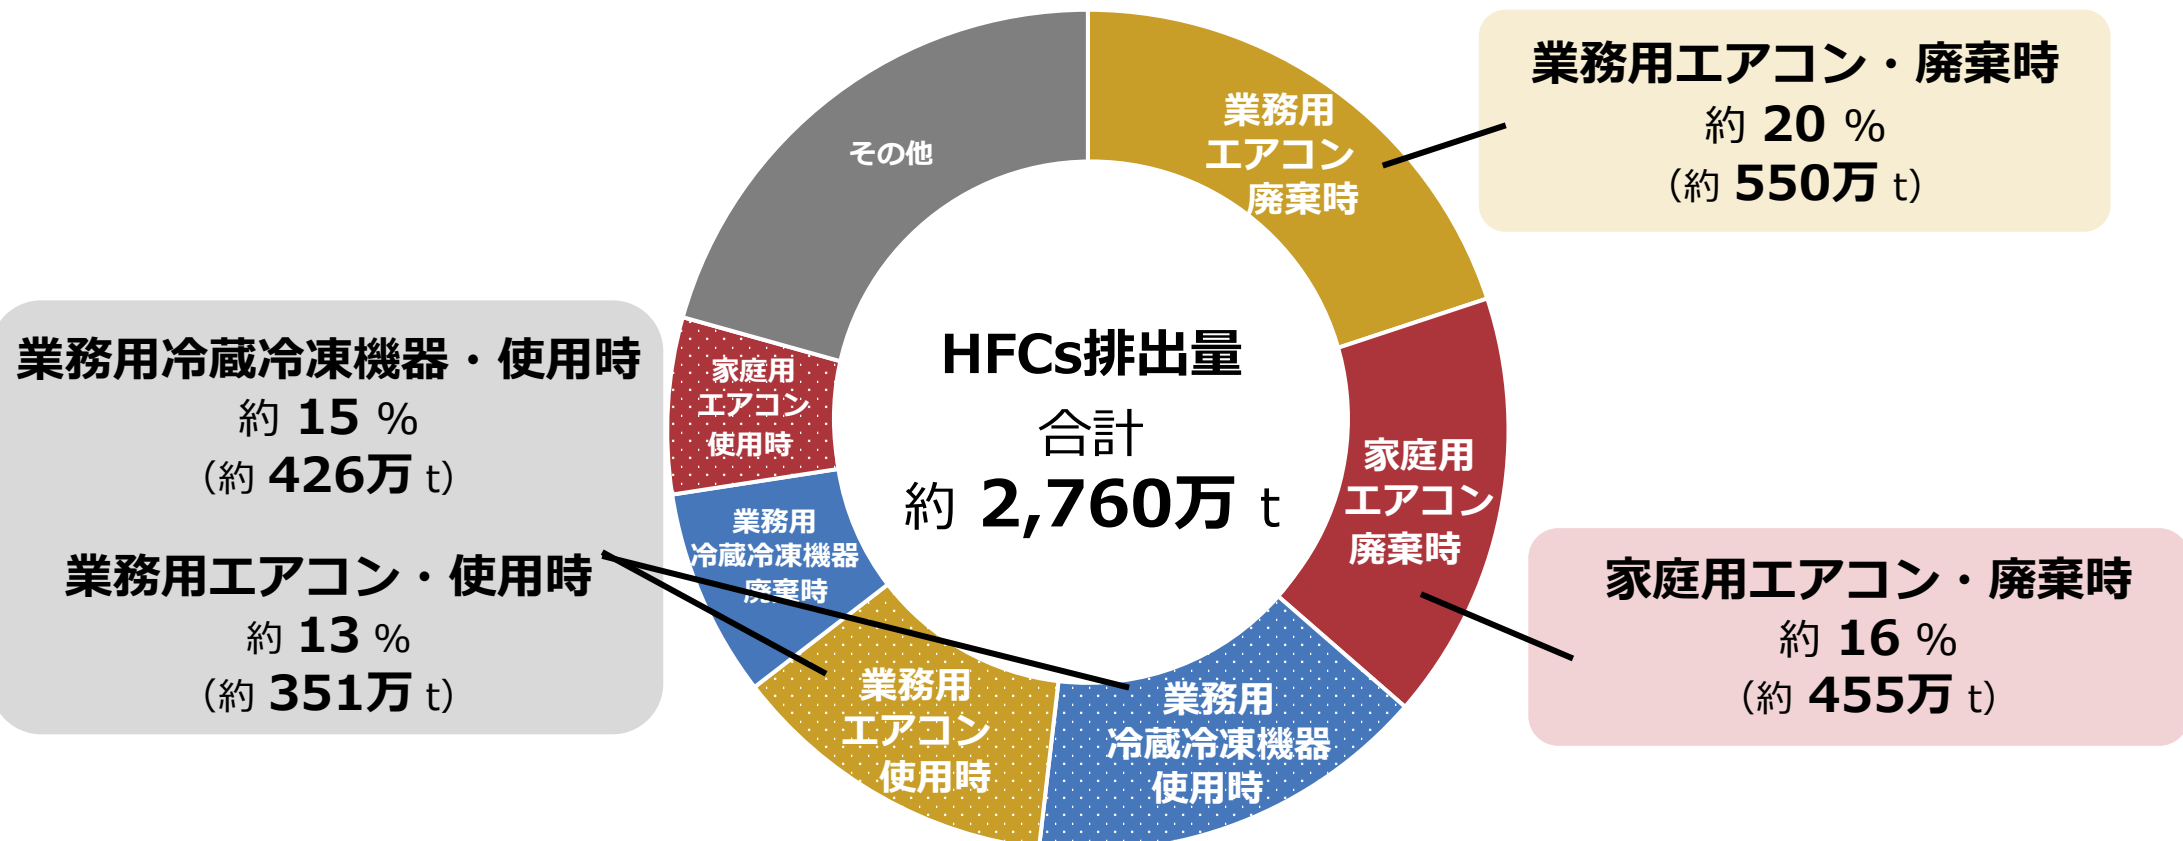 業務用
エアコン
廃棄時
業務用エアコン・廃棄時
約 20 %
（約 550万 t）
その他
HFCs排出量
合計
約 2,760万 t
業務用冷蔵冷凍機器・使用時
約 15 %
（約 426万 t）
業務用エアコン・使用時
約 13 %
（約 351万 t）
家庭用
エアコン
使用時
業務用
冷蔵冷凍機器
廃棄時
業務用
エアコン
使用時
業務用
冷蔵冷凍機器
使用時
家庭用
エアコン
廃棄時
家庭用エアコン・廃棄時
約 16 %
（約 455万 t）